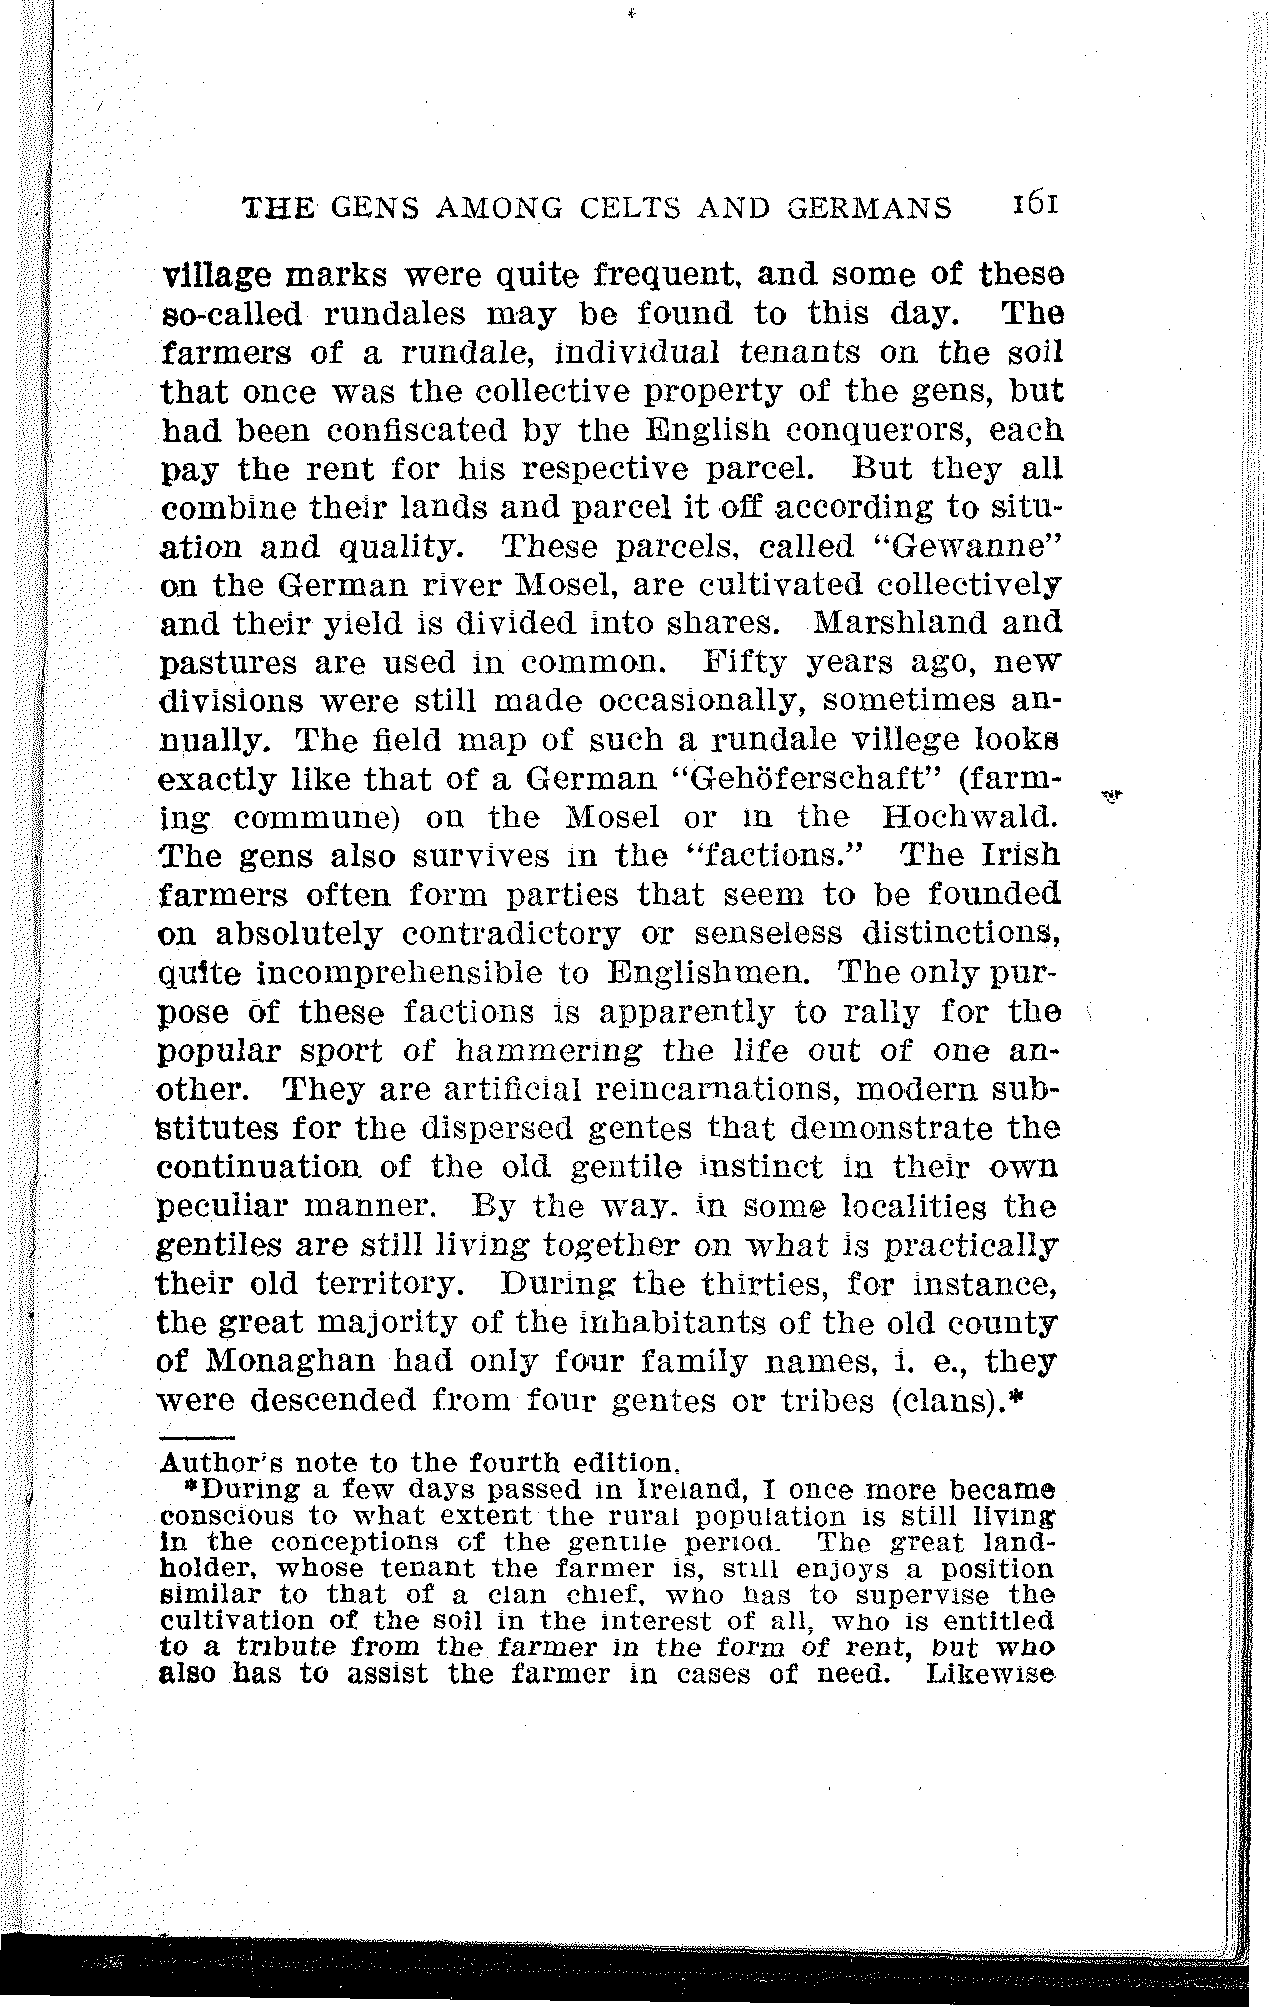 THE GENS AMONG CELTS AND GERMANS 161
village marks were quite frequent, and some of these
so-called rundales may be found to this day. The
farmers of a rundale, individual tenants on the soil
that once was the collective property of the gens, but
had been confiscated by the English conquerors, each
pay the rent for his respective parcel. But they all
combine their lands and parcel it off according to situ-
ation and quality. These parcels, called “Gewanne”
on the German river Mosel, are cultivated collectively
and their yield is divided into shares. Marshland and
pastures are used in common. Fifty years ago, new
divisions were still made occasionally, sometimes an-
nually. The field map of such a rundale villege looks
exactly like that of a German “Gehöferschaft” (farm-
ing commune) on the Mosel or in the Hochwald.
The gens also survives in the “factions.” The Irish
farmers often form parties that seem to be founded
on absolutely contradictory or senseless distinctions,
quite incomprehensible to Englishmen. The only pur-
pose of these factions is apparently to rally for the
popular sport of hammering the life out of one an-
other. They are artificial reincarnations, modern sub-
stitutes for the dispersed gentes that demonstrate the
continuation of the old gentile instinct in their own
peculiar manner. By the way, in some localities the
gentiles are still living together on what is practically
their old territory. During the thirties, for instance,
the great majority of the inhabitants of the old county
of Monaghan had only four family names, i. e., they
were descended from four gentes or tribes (clans).*
Author's note to the fourth edition.
*During a few days passed in Ireland, I once more became
conscious to what extent the rural population is still living
in the conceptions of the gentile period. The great land-
holder, whose tenant the farmer is, still enjoys a position
similar to that of a clan chief, who has to supervise the
cultivation of the soil in the interest of all, who is entitled
to a tribute from the farmer in the form of rent, but who
also has to assist the farmer in cases of need. Likewise